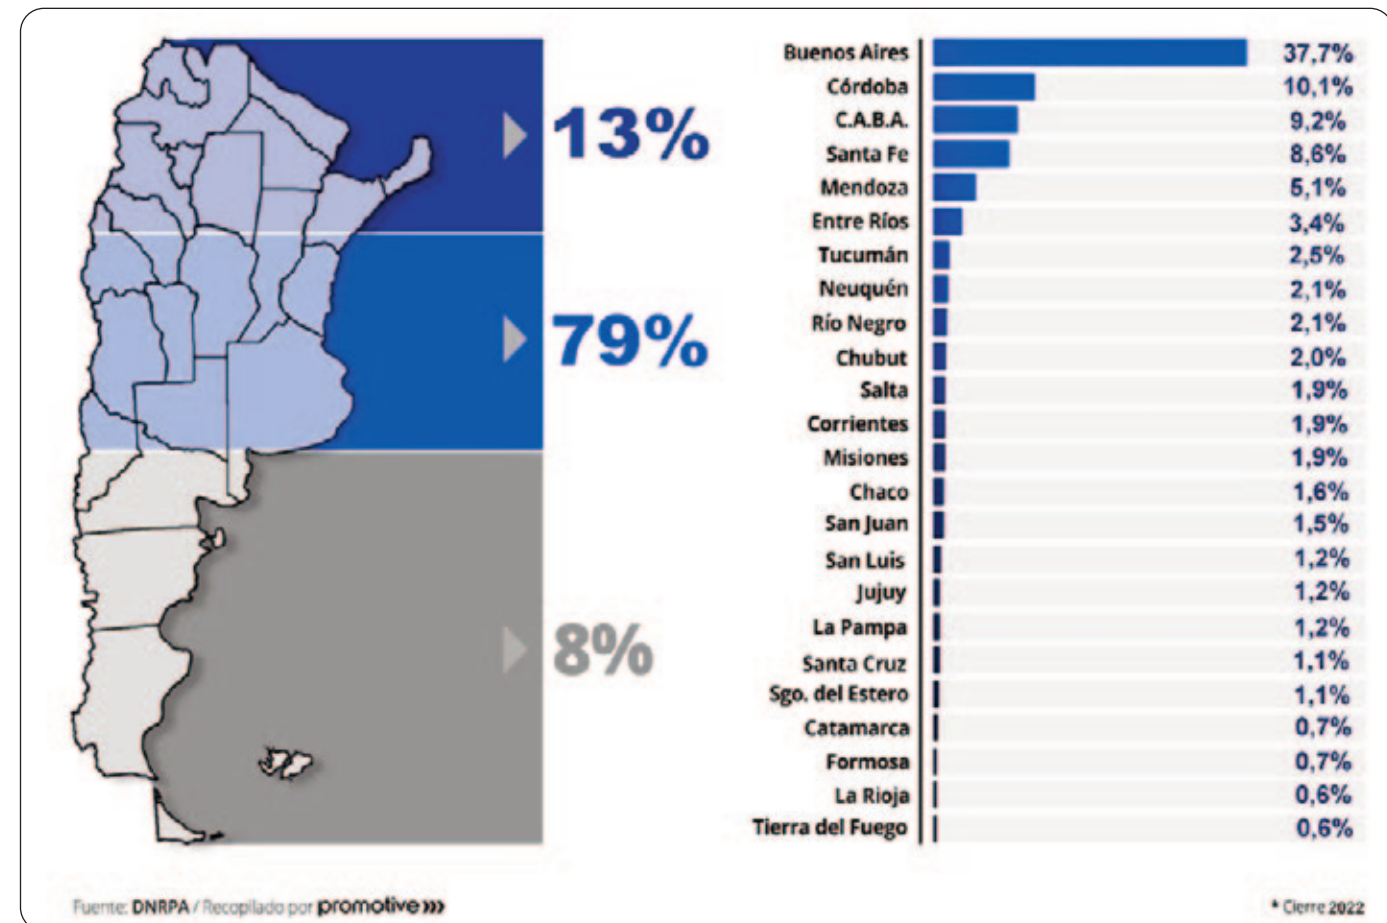 13%
79%
8%
Buenos Aires 37,7%
Córdoba 10,1%
C.A.B.A. 9,2%
Santa Fe 8,6%
Mendoza 5,1%
Entre Ríos 3,4%
Tucumán 2,5%
Neuquén 2,1%
Río Negro 2,1%
Chubut 2,0%
Salta 1,9%
Corrientes 1,9%
Misiones 1,9%
Chaco 1,6%
San Juan 1,5%
San Luis 1,2%
Jujuy 1,2%
La Pampa 1,2%
Santa Cruz 1,1%
Sgo. del Estero 1,1%
Catamarca 0,7%
Formosa 0,7%
La Rioja 0,6%
Tierra del Fuego 0,6%
Fuente: DNRPA / Recopilado por promotive
* Cierre 2022